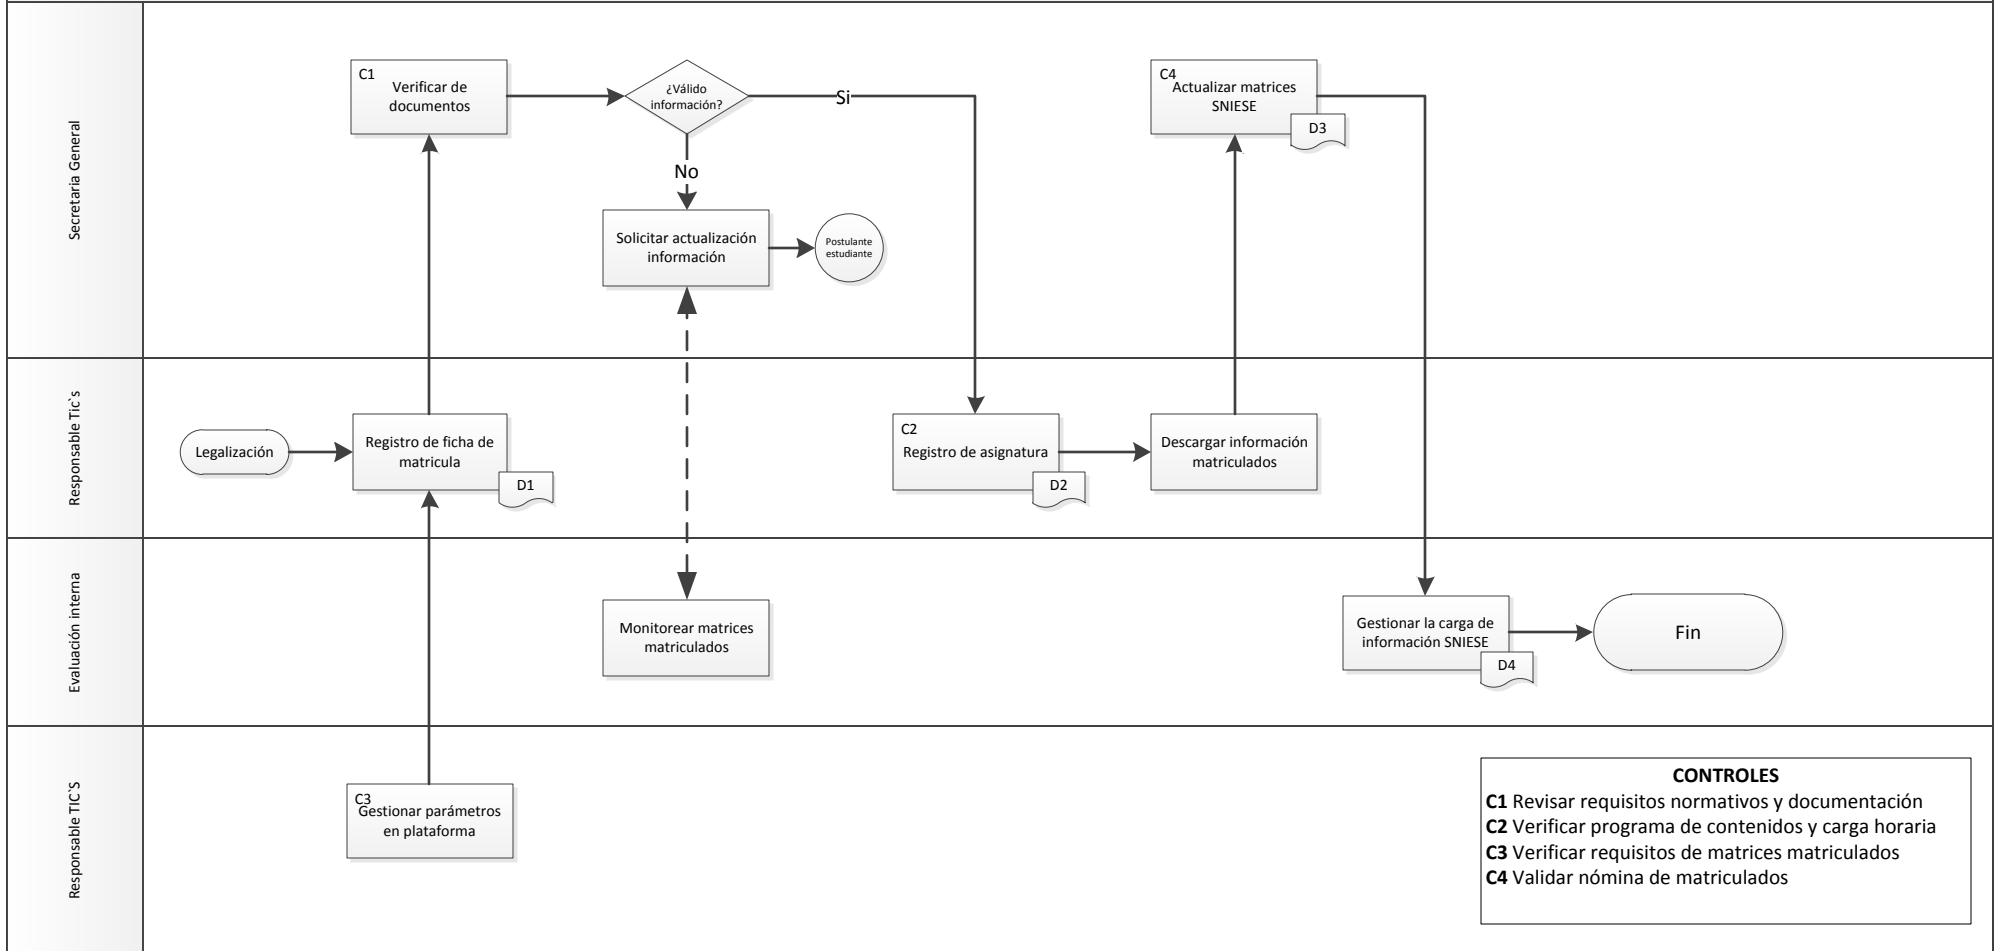 Secretaria General
C1
Verificar de
documentos
¿Válido
información?
Si
No
Solicitar actualización
información
Postulante
estudiante
C4
Actualizar matrices
SNIESE
D3
Responsable Tic`s
Legalización
Registro de ficha de
matricula
D1
C2
Registro de asignatura
D2
Descargar información
matriculados
Evaluación interna
Monitorear matrices
matriculados
Gestionar la carga de
información SNIESE
D4
Fin
Responsable TIC`S
C3
Gestionar parámetros
en plataforma
CONTROLES
C1 Revisar requisitos normativos y documentación
C2 Verificar programa de contenidos y carga horaria
C3 Verificar requisitos de matrices matriculados
C4 Validar nómina de matriculados